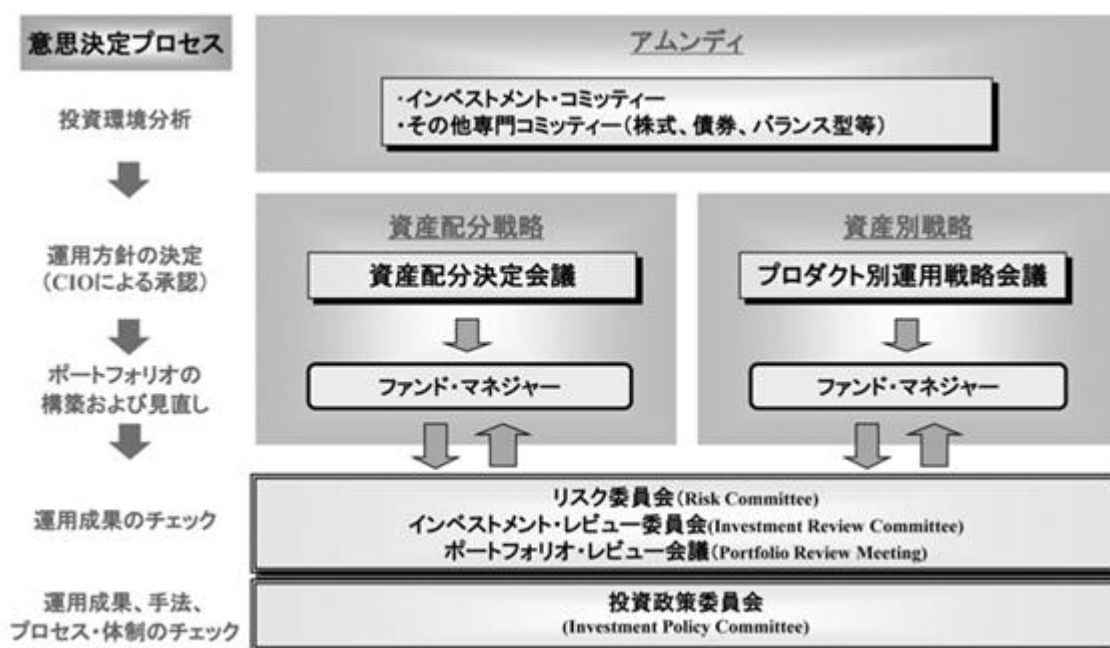 意思決定プロセス
アムンディ
・インベストメント・コミッティー
・その他専門コミッティー(株式、債券、バランス型等)
投資環境分析
資産配分戦略
資産別戦略
運用方針の決定
(CIOによる承認)
資産配分決定会議
プロダクト別運用戦略会議
ポートフォリオの
構築および見直し
ファンド・マネジャー
ファンド・マネジャー
運用成果のチェック
リスク委員会(Risk Committee)
インベストメント・レビュー委員会(Investment Review Committee)
ポートフォリオ・レビュー会議(Portfolio Review Meeting)
運用成果、手法、
プロセス・体制のチェック
投資政策委員会
(Investment Policy Committee)